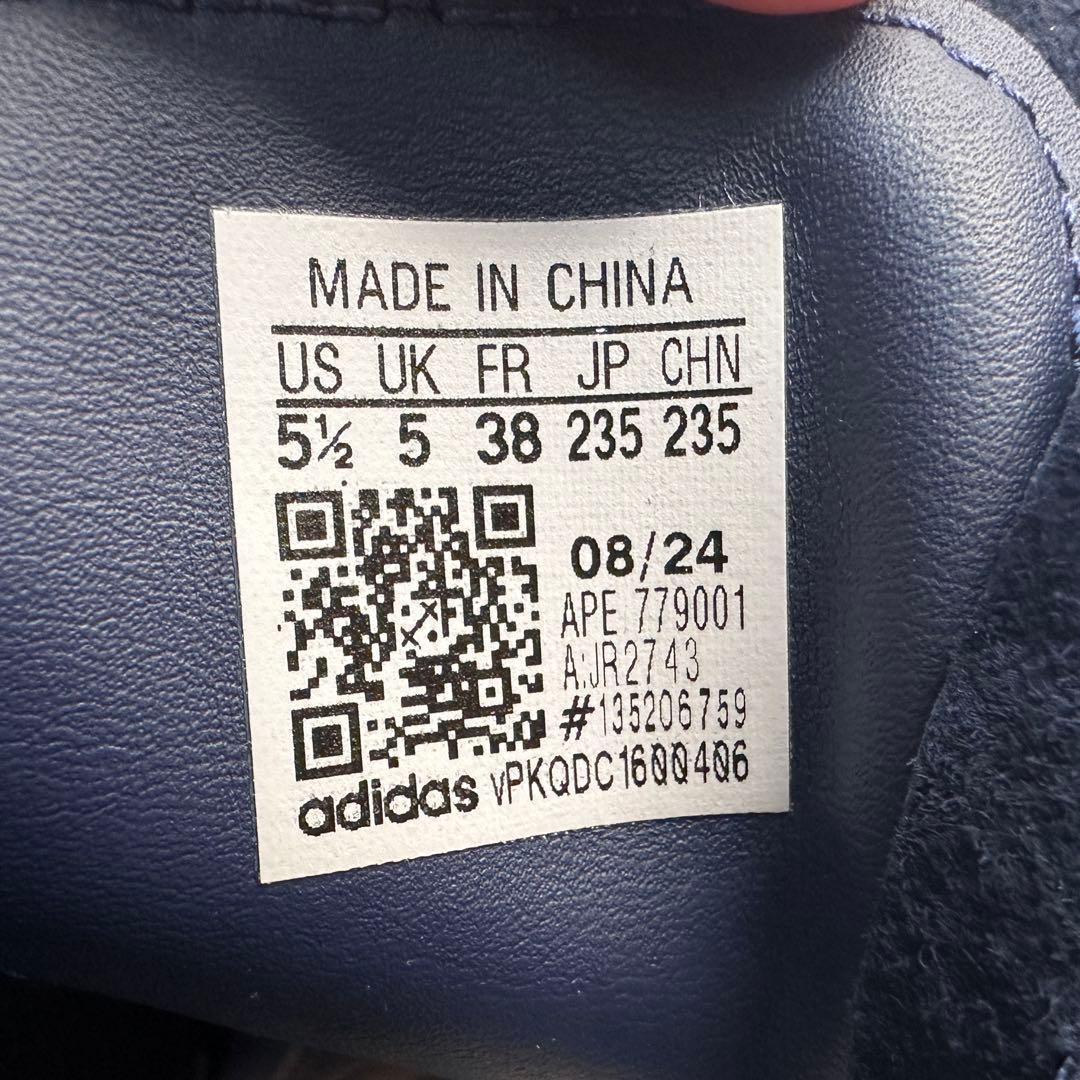 MADE IN CHINA
US UK FR JP CHN
5½ 5 38 235 235
08/24
APE 779001
A:JR2743
#135206759
adidas vPKQDC1600406